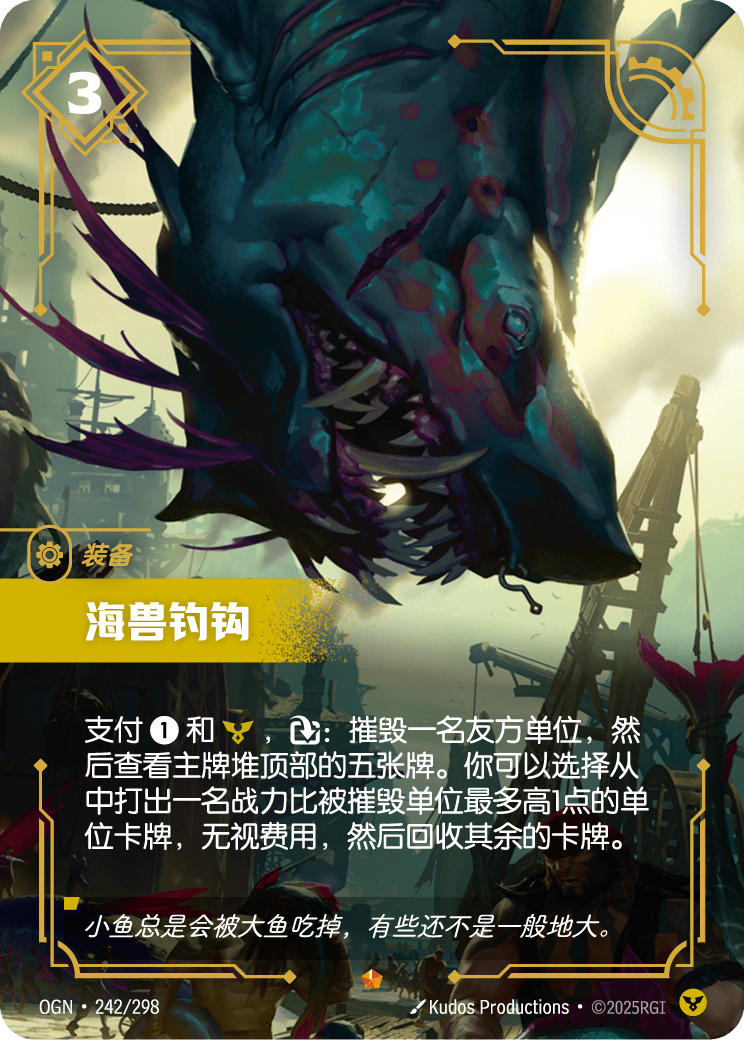 3
装备
海兽钓钩
支付 1 和 ，：摧毁一名友方单位，然
后查看主牌堆顶部的五张牌。你可以选择从
中打出一名战力比被摧毁单位最多高1点的单
位卡牌，无视费用，然后回收其余的卡牌。
小鱼总是会被大鱼吃掉，有些还不是一般地大。
OGN • 242/298
Kudos Productions • ©2025RGI